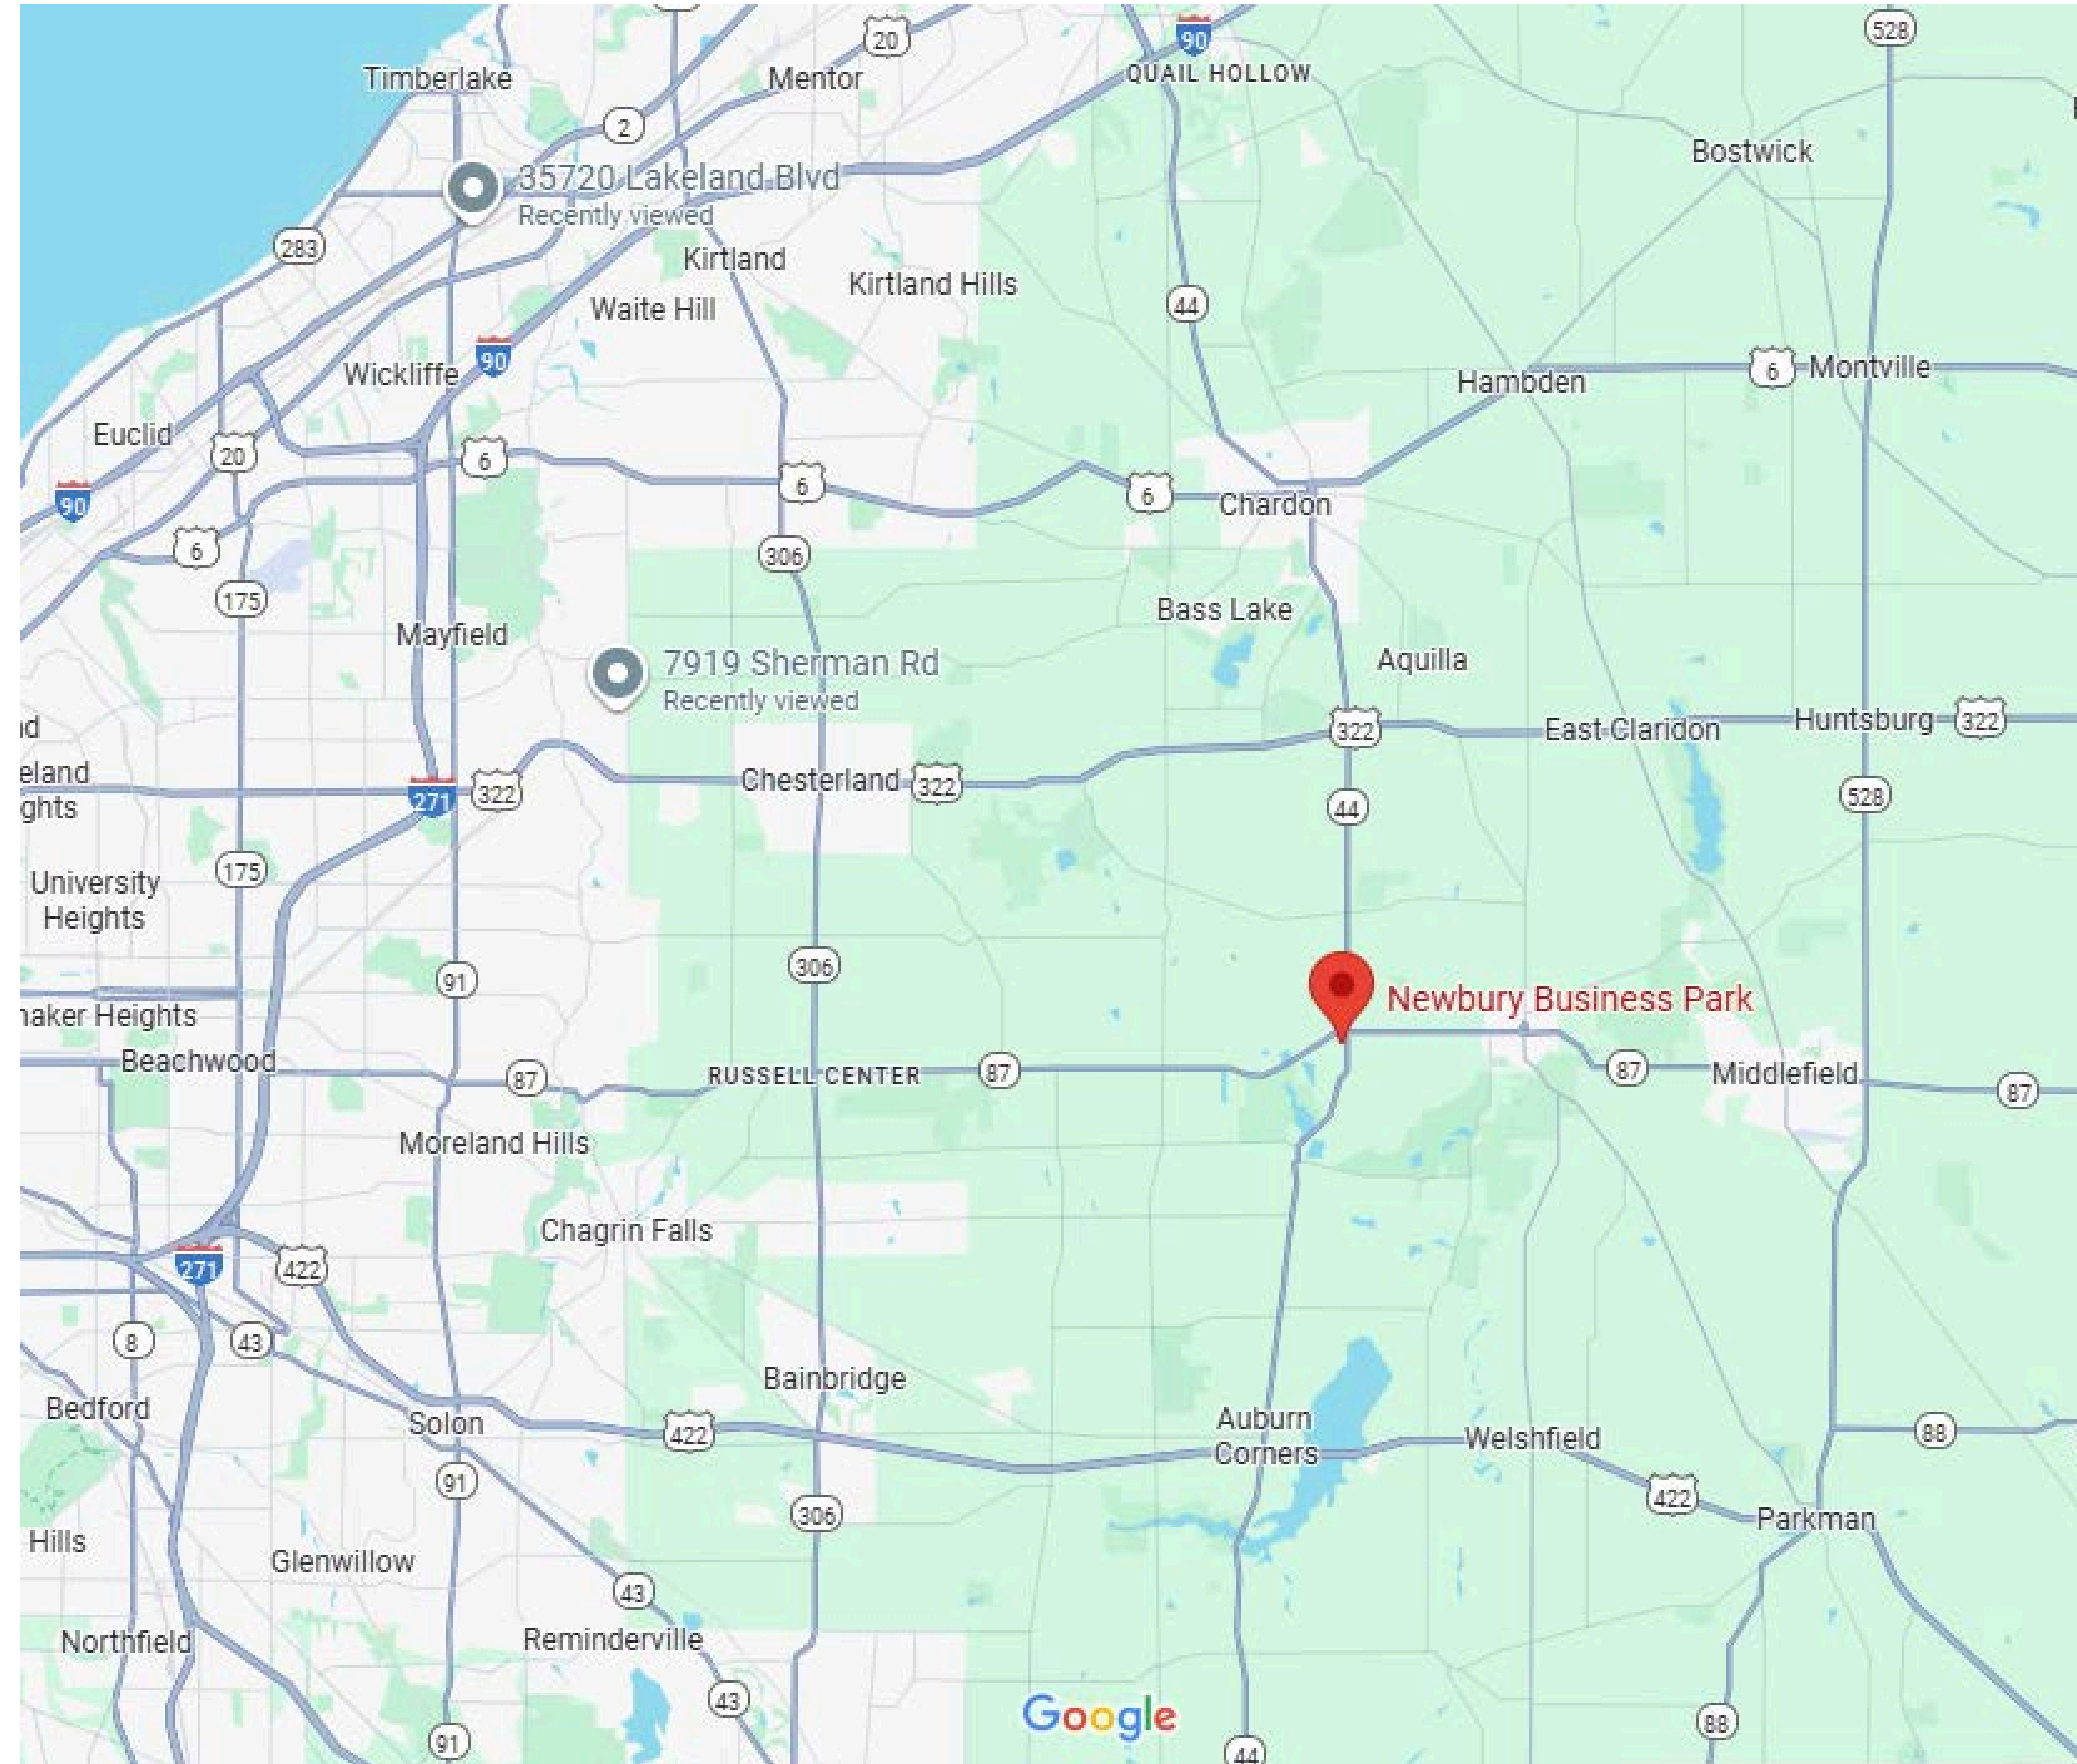 528
20
90
Timberlake
Mentor
QUAIL HOLLOW
2
Bostwick
35720 Lakeland Blvd
Recently viewed
283
Kirtland
Kirtland Hills
Waite Hill
44
90
Wickliffe
6
Montville
Hambden
Euclid
20
6
6
6
90
Chardon
6
306
175
Bass Lake
Mayfield
Aquilla
7919 Sherman Rd
Recently viewed
322
East Claridon
Huntsburg
322
eland
ghts
271
322
Chesterland
322
44
528
175
University
Heights
306
91
Newbury Business Park
naker Heights
Beachwood
87
RUSSELL CENTER
87
87
Middlefield
87
Moreland Hills
Chagrin Falls
271
422
8
43
Bainbridge
Bedford
Solon
422
Auburn
Corners
Welshfield
88
91
422
306
Parkman
Hills
Glenwillow
43
Northfield
Reminderville
43
Google
88
91
44